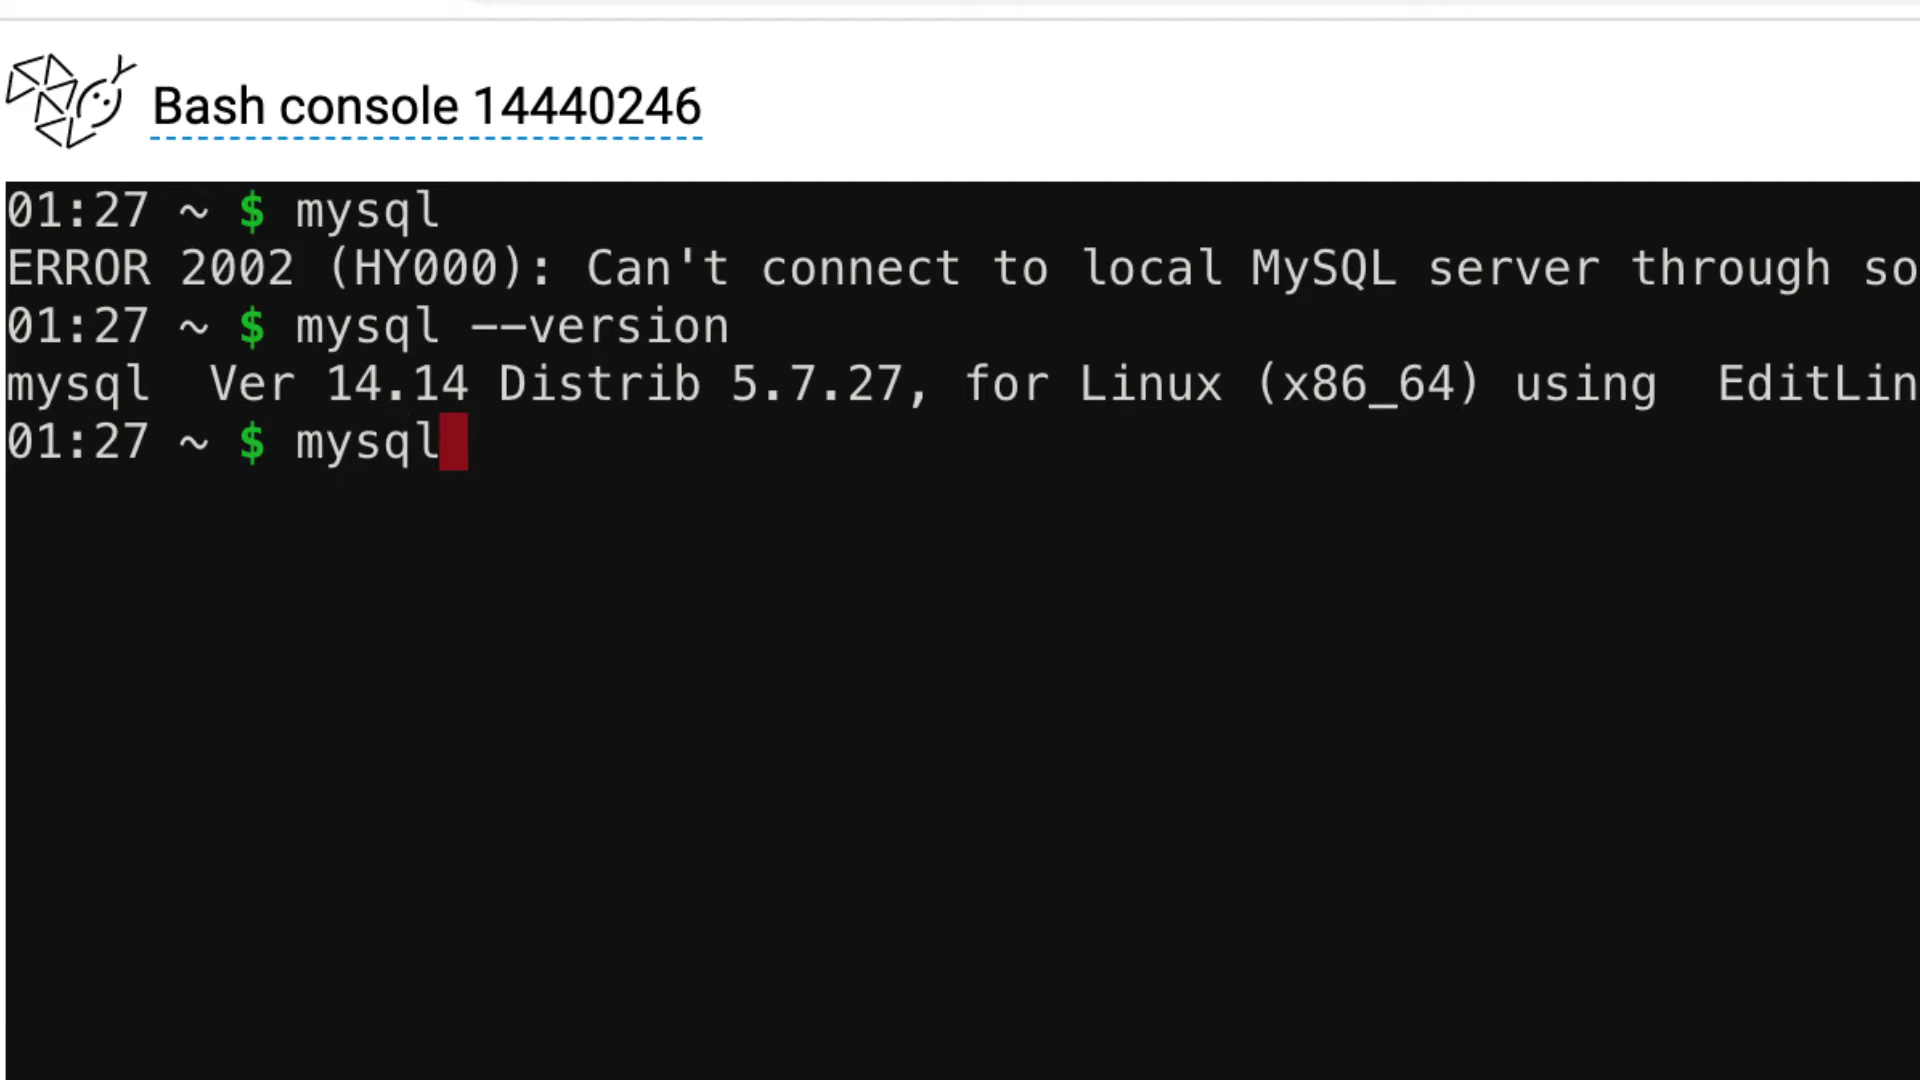 Bash console 14440246
01:27 ~ $ mysql
ERROR 2002 (HY000): Can't connect to local MySQL server through so
01:27 ~ $ mysql --version
mysql  Ver 14.14 Distrib 5.7.27, for Linux (x86_64) using  EditLin
01:27 ~ $ mysql